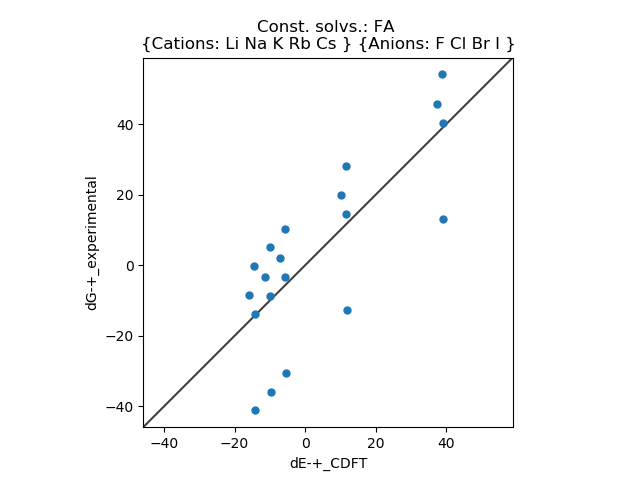 Const. solvs.: FA
{Cations: Li Na K Rb Cs } {Anions: F Cl Br I }
40
20
0
−20
−40
dG-+_experimental
−40
−20
0
20
40
dE-+_CDFT